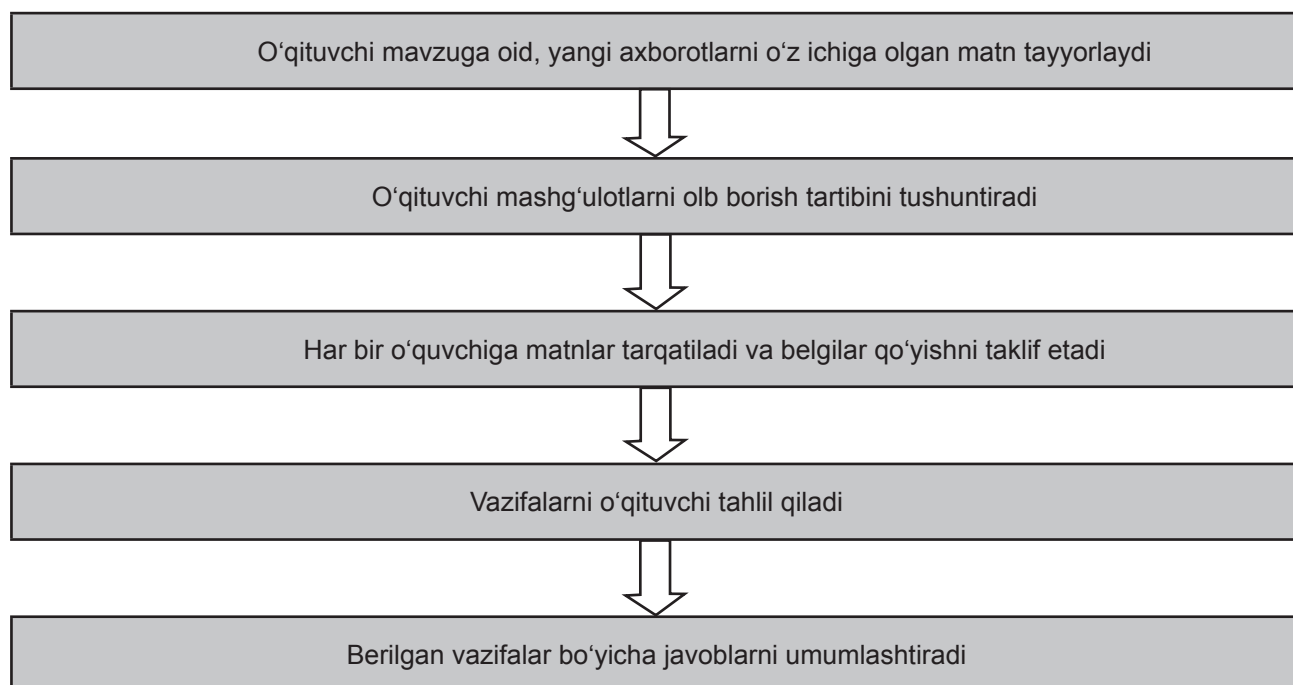 O‘qituvchi mavzuga oid, yangi axborotlarni o‘z ichiga olgan matn tayyorlaydi
O‘qituvchi mashg‘ulotlarni olb borish tartibini tushuntiradi
Har bir o‘quvchiga matnlar tarqatiladi va belgilar qo‘yishni taklif etadi
Vazifalarni o‘qituvchi tahlil qiladi
Berilgan vazifalar bo‘yicha javoblarni umumlashtiradi